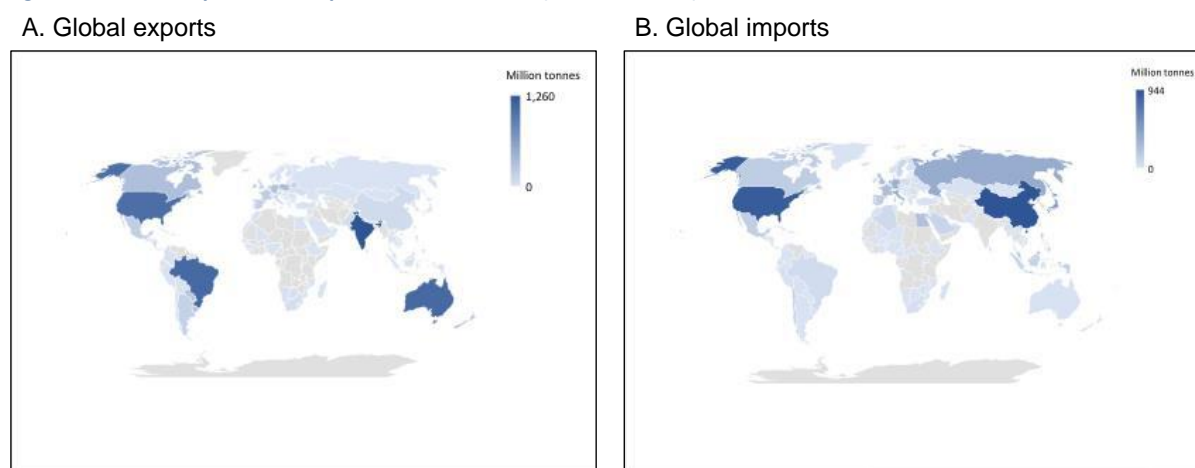 A. Global exports
Million tonnes
1,260
0
B. Global imports
Million tonnes
944
0